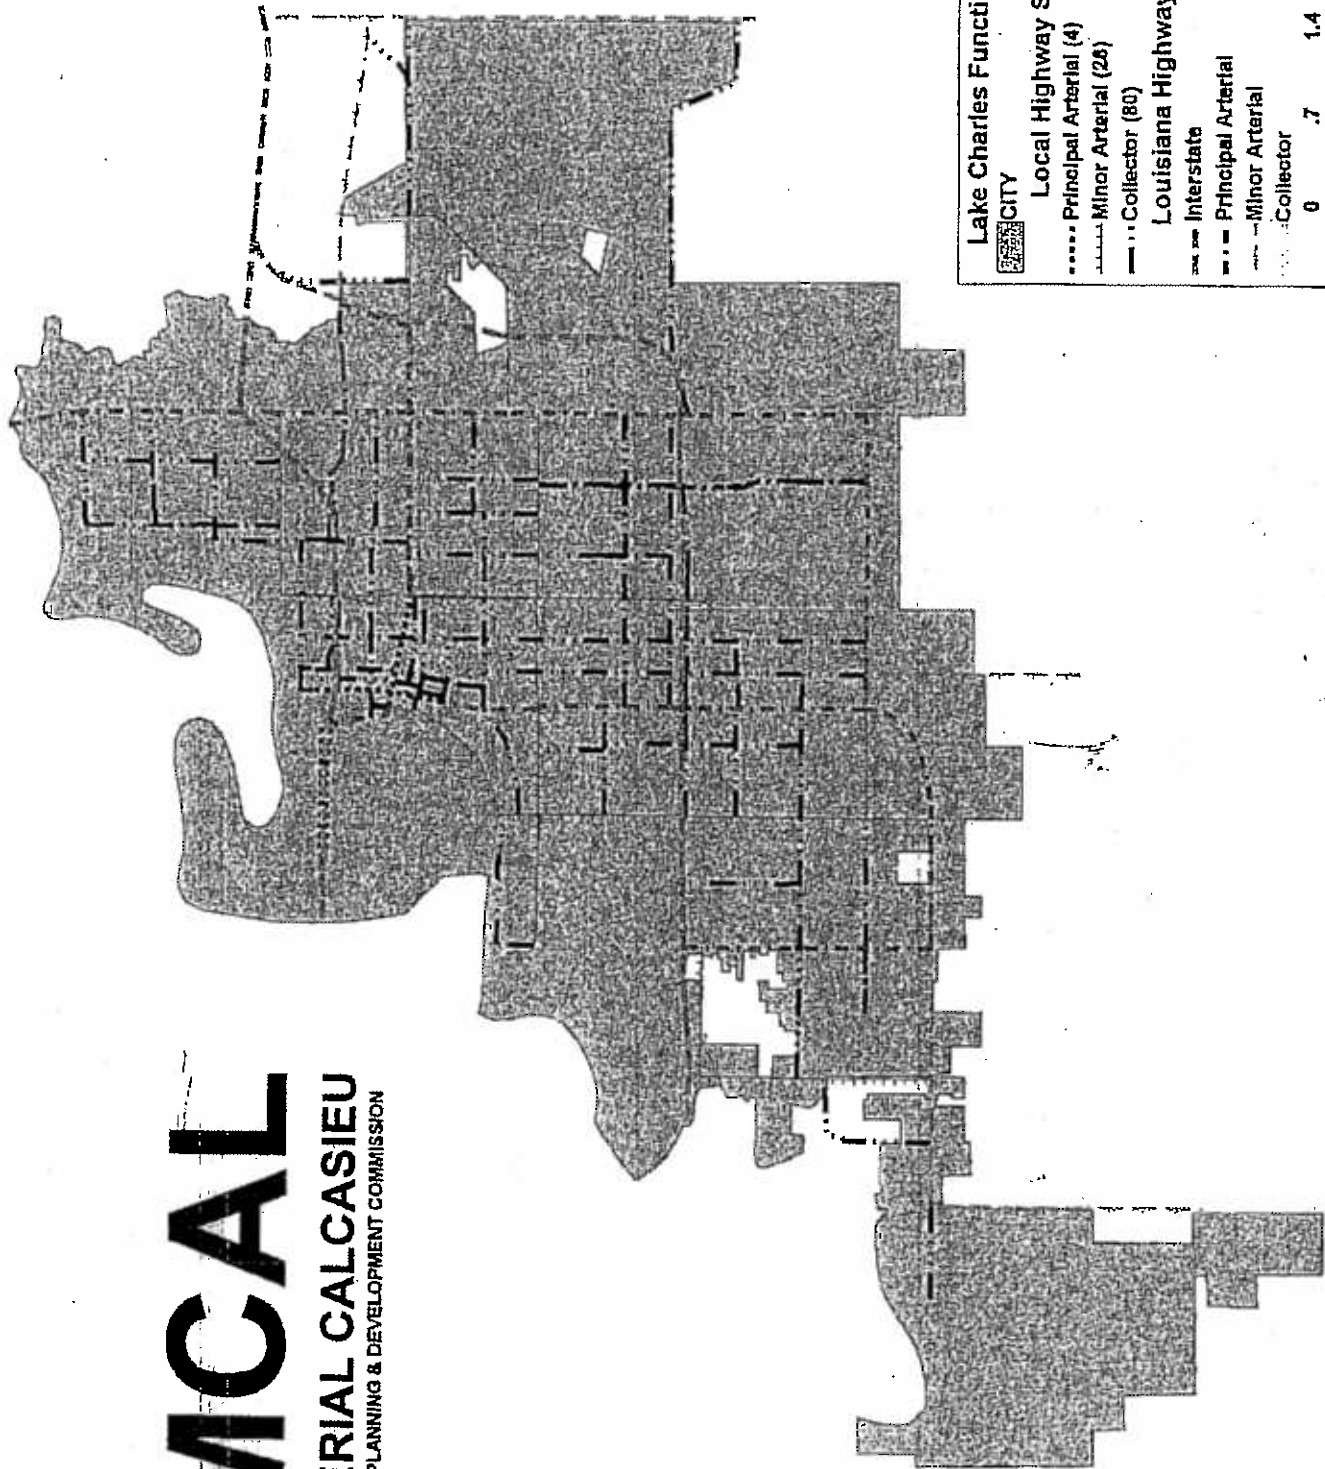 MCAL
RIAL CALCASIEU
PLANNING & DEVELOPMENT COMMISSION
Lake Charles Functi
CITY
Local Highway S
Principal Arterial (4)
Minor Arterial (26)
Collector (80)
Louisiana Highway
Interstate
Principal Arterial
Minor Arterial
Collector
0 .7 1.4